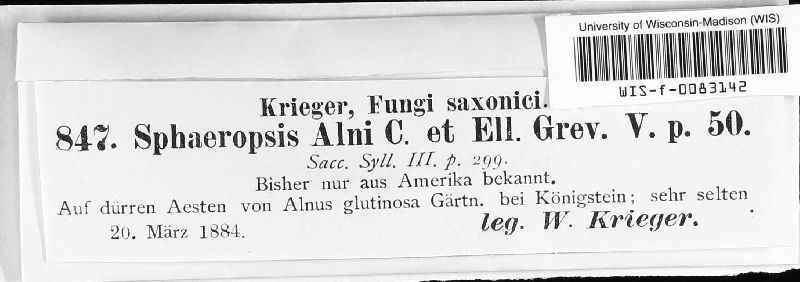 University of Wisconsin-Madison (WIS)
WIS-f-0083142
Krieger, Fungi saxonici.
847. Sphaeropsis Alni C. et Ell. Grev. V. p. 50.
Sacc. Syll. III. p. 299.
Bisher nur aus Amerika bekannt.
Auf dürren Aesten von Alnus glutinosa Gärtn. bei Königstein; sehr selten
20. März 1884.
leg. W. Krieger.